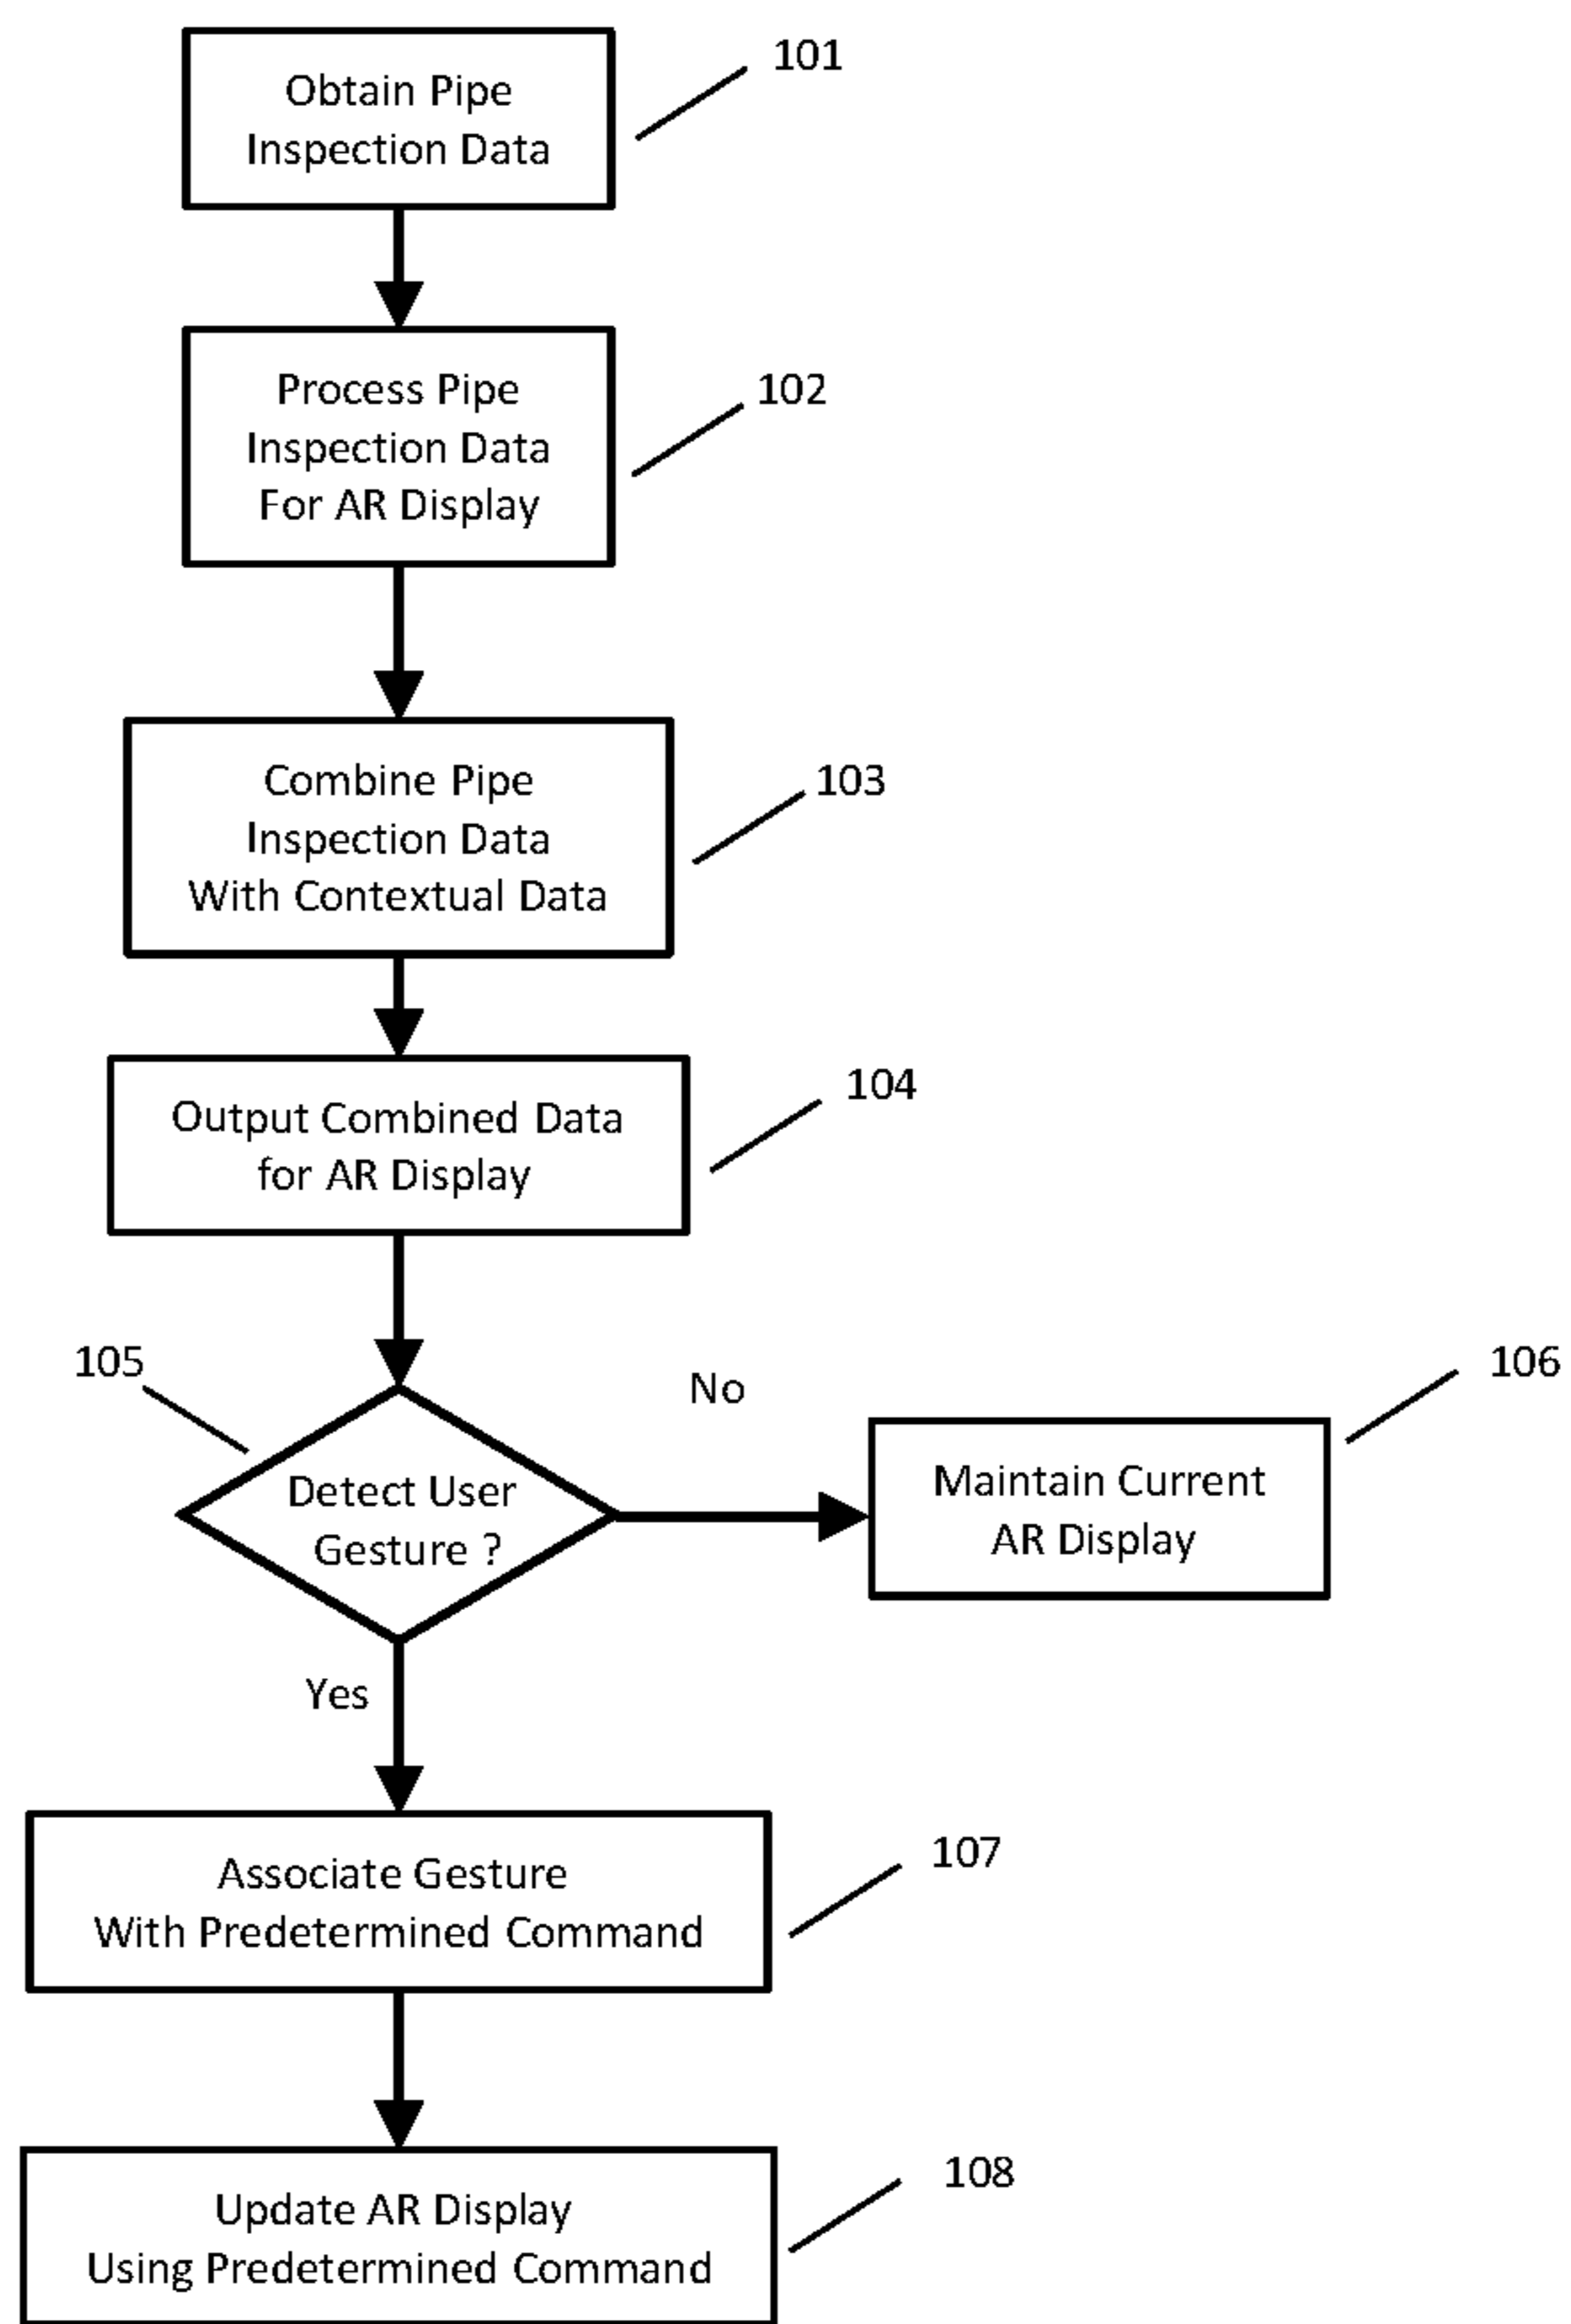 Obtain Pipe
Inspection Data
101
Process Pipe
Inspection Data
For AR Display
102
Combine Pipe
Inspection Data
With Contextual Data
103
Output Combined Data
for AR Display
104
105
Detect User
Gesture ?
No
Maintain Current
AR Display
106
Yes
Associate Gesture
With Predetermined Command
107
Update AR Display
Using Predetermined Command
108